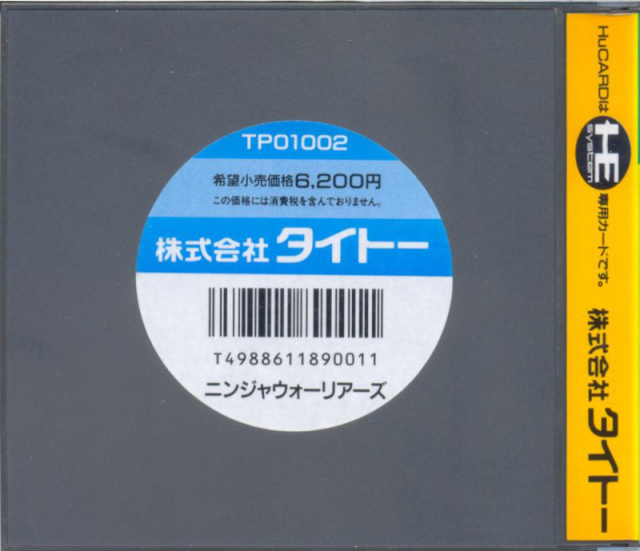 TP01002
希望小売価格6,200円
この価格には消費税を含んでおりません。
株式会社 タイトー
T4988611890011
ニンジャウォーリアーズ
HuCARDは HE system 専用カードです。
株式会社 タイトー